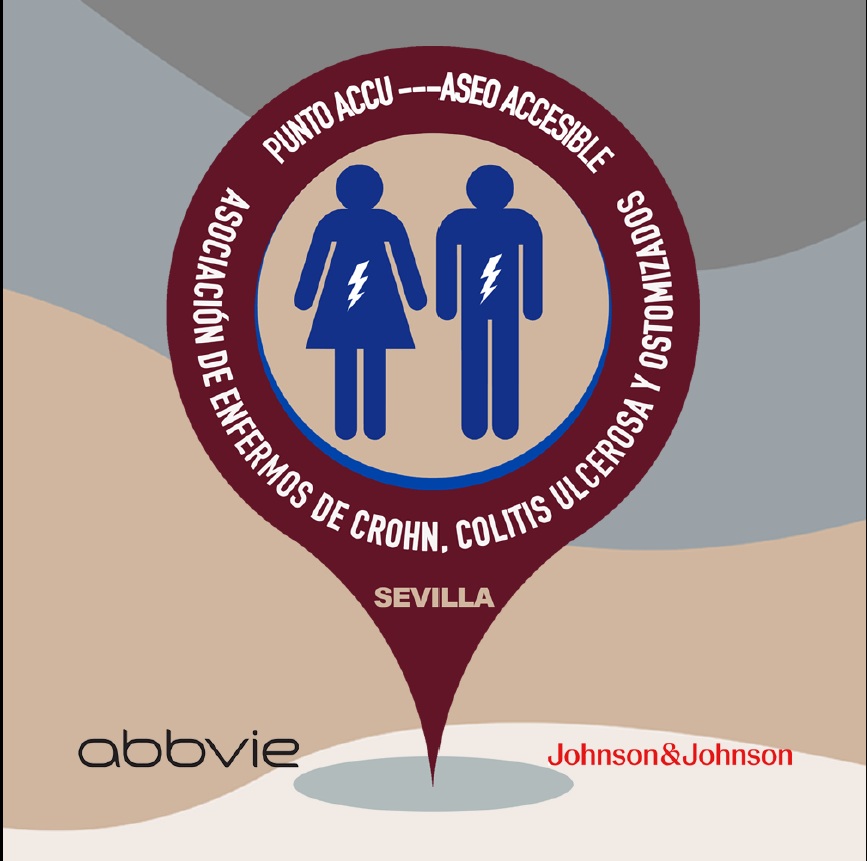 PUNTO ACCU ---ASEO ACCESIBLE
ASOCIACIÓN DE ENFERMOS DE CROHN, COLITIS ULCEROSA Y OSTOMIZADOS
SEVILLA
abbvie
Johnson&Johnson